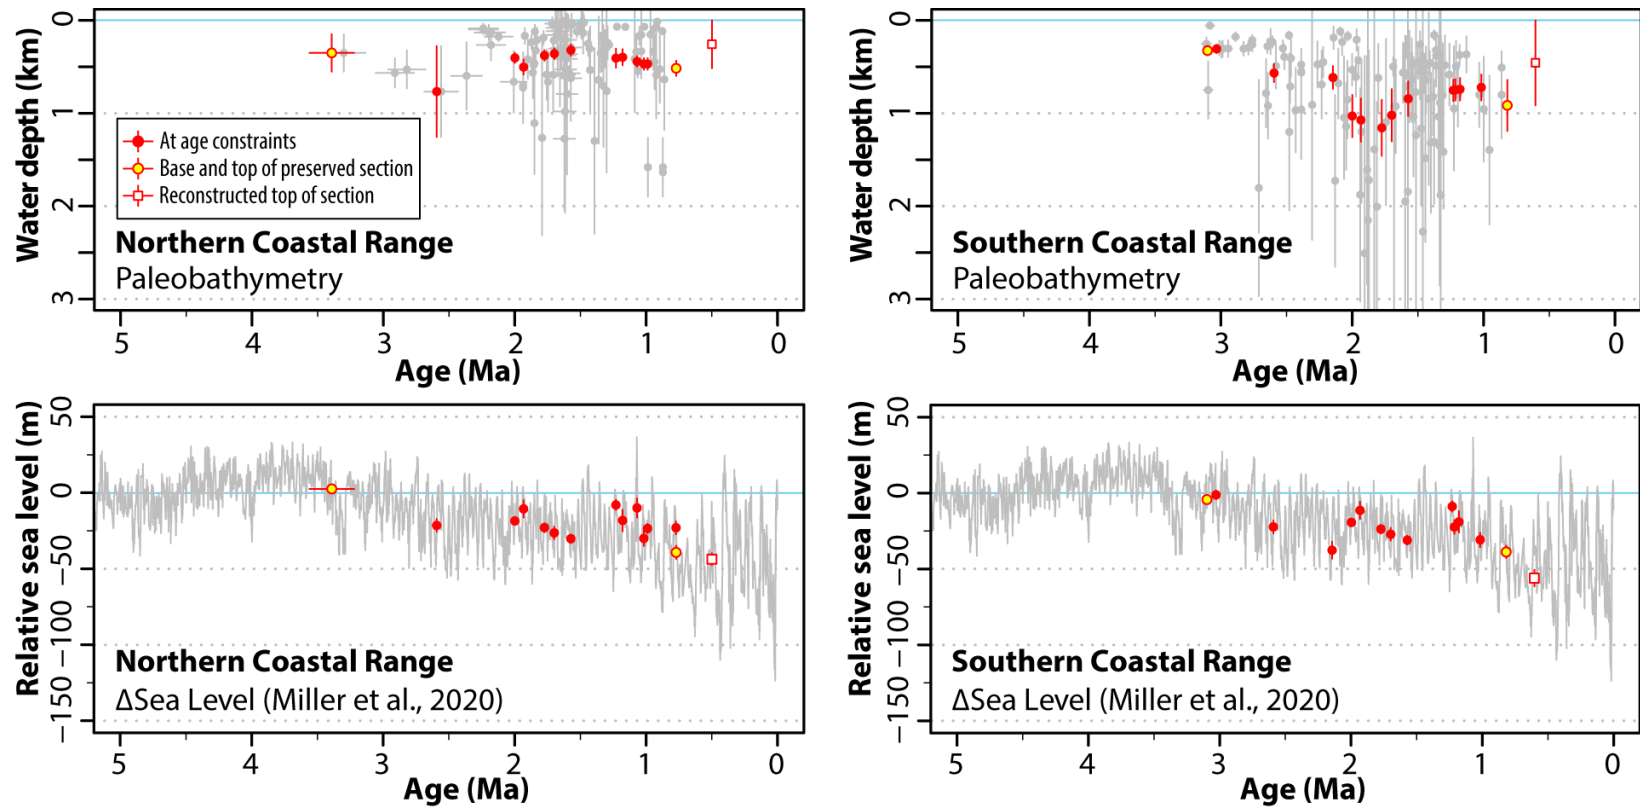 Water depth (km)
0
1
2
3
At age constraints
Base and top of preserved section
Reconstructed top of section
Northern Coastal Range
Paleobathymetry
5 4 3 2 1 0
Age (Ma)
Water depth (km)
0
1
2
3
Southern Coastal Range
Paleobathymetry
5 4 3 2 1 0
Age (Ma)
Relative sea level (m)
50
0
−50
−100
−150
Northern Coastal Range
ΔSea Level (Miller et al., 2020)
5 4 3 2 1 0
Age (Ma)
Relative sea level (m)
50
0
−50
−100
−150
Southern Coastal Range
ΔSea Level (Miller et al., 2020)
5 4 3 2 1 0
Age (Ma)